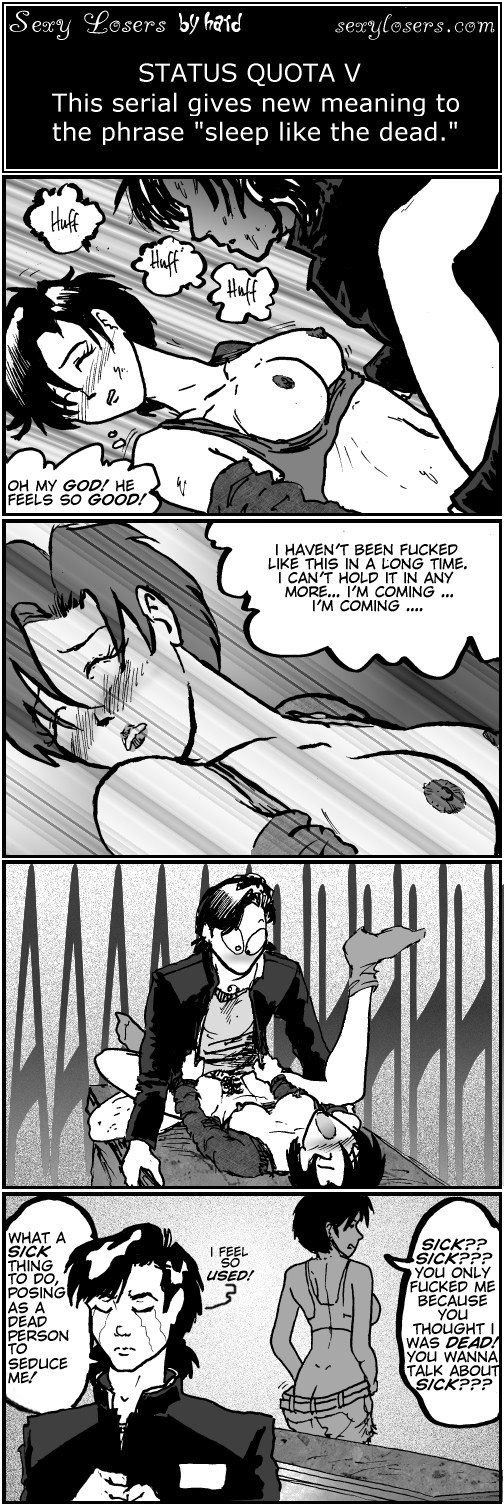 Sexy Losers by hard
sexylosers.com
STATUS QUOTA V
This serial gives new meaning to
the phrase "sleep like the dead."
Huff
Huff
Huff
OH MY GOD! HE
FEELS SO GOOD!
I HAVEN'T BEEN FUCKED
LIKE THIS IN A LONG TIME.
I CAN'T HOLD IT IN ANY
MORE... I'M COMING ...
I'M COMING ....
WHAT A
SICK
THING
TO DO,
POSING
AS A
DEAD
PERSON
TO
SEDUCE
ME!
I FEEL
SO
USED!
SICK??
SICK???
YOU ONLY
FUCKED ME
BECAUSE
YOU
THOUGHT I
WAS DEAD!
YOU WANNA
TALK ABOUT
SICK???